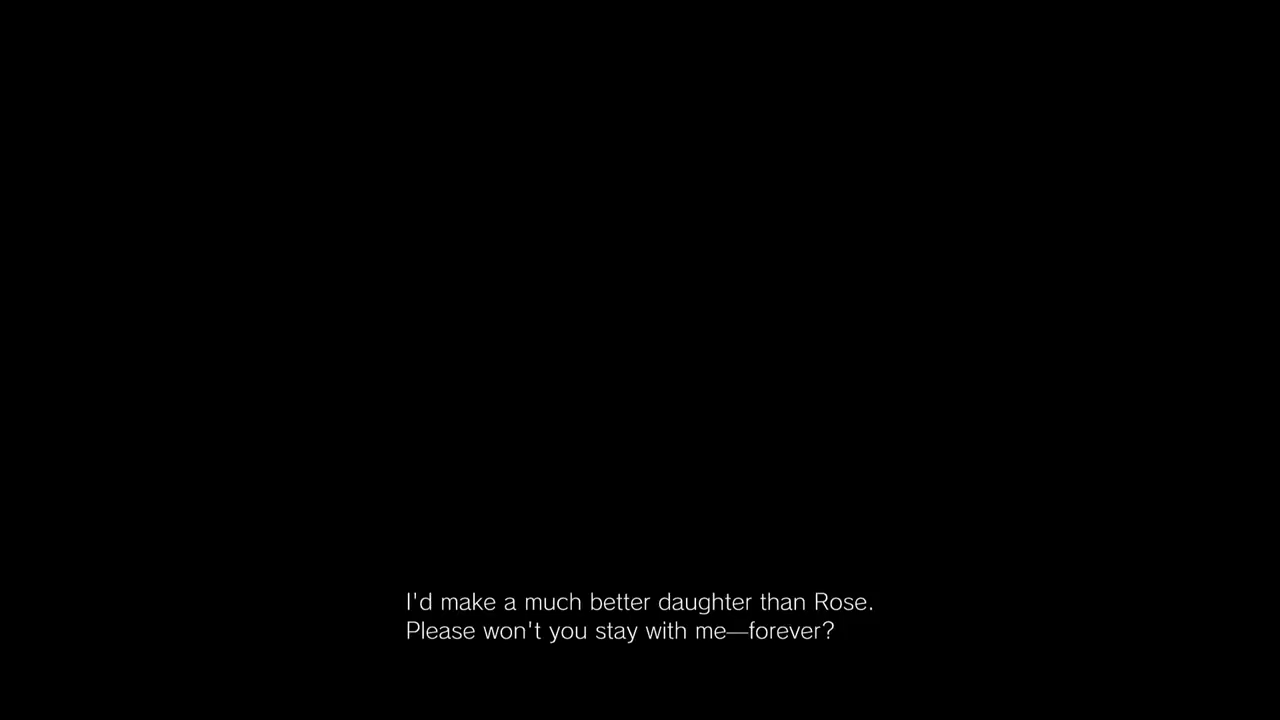 I'd make a much better daughter than Rose.
Please won't you stay with me—forever?